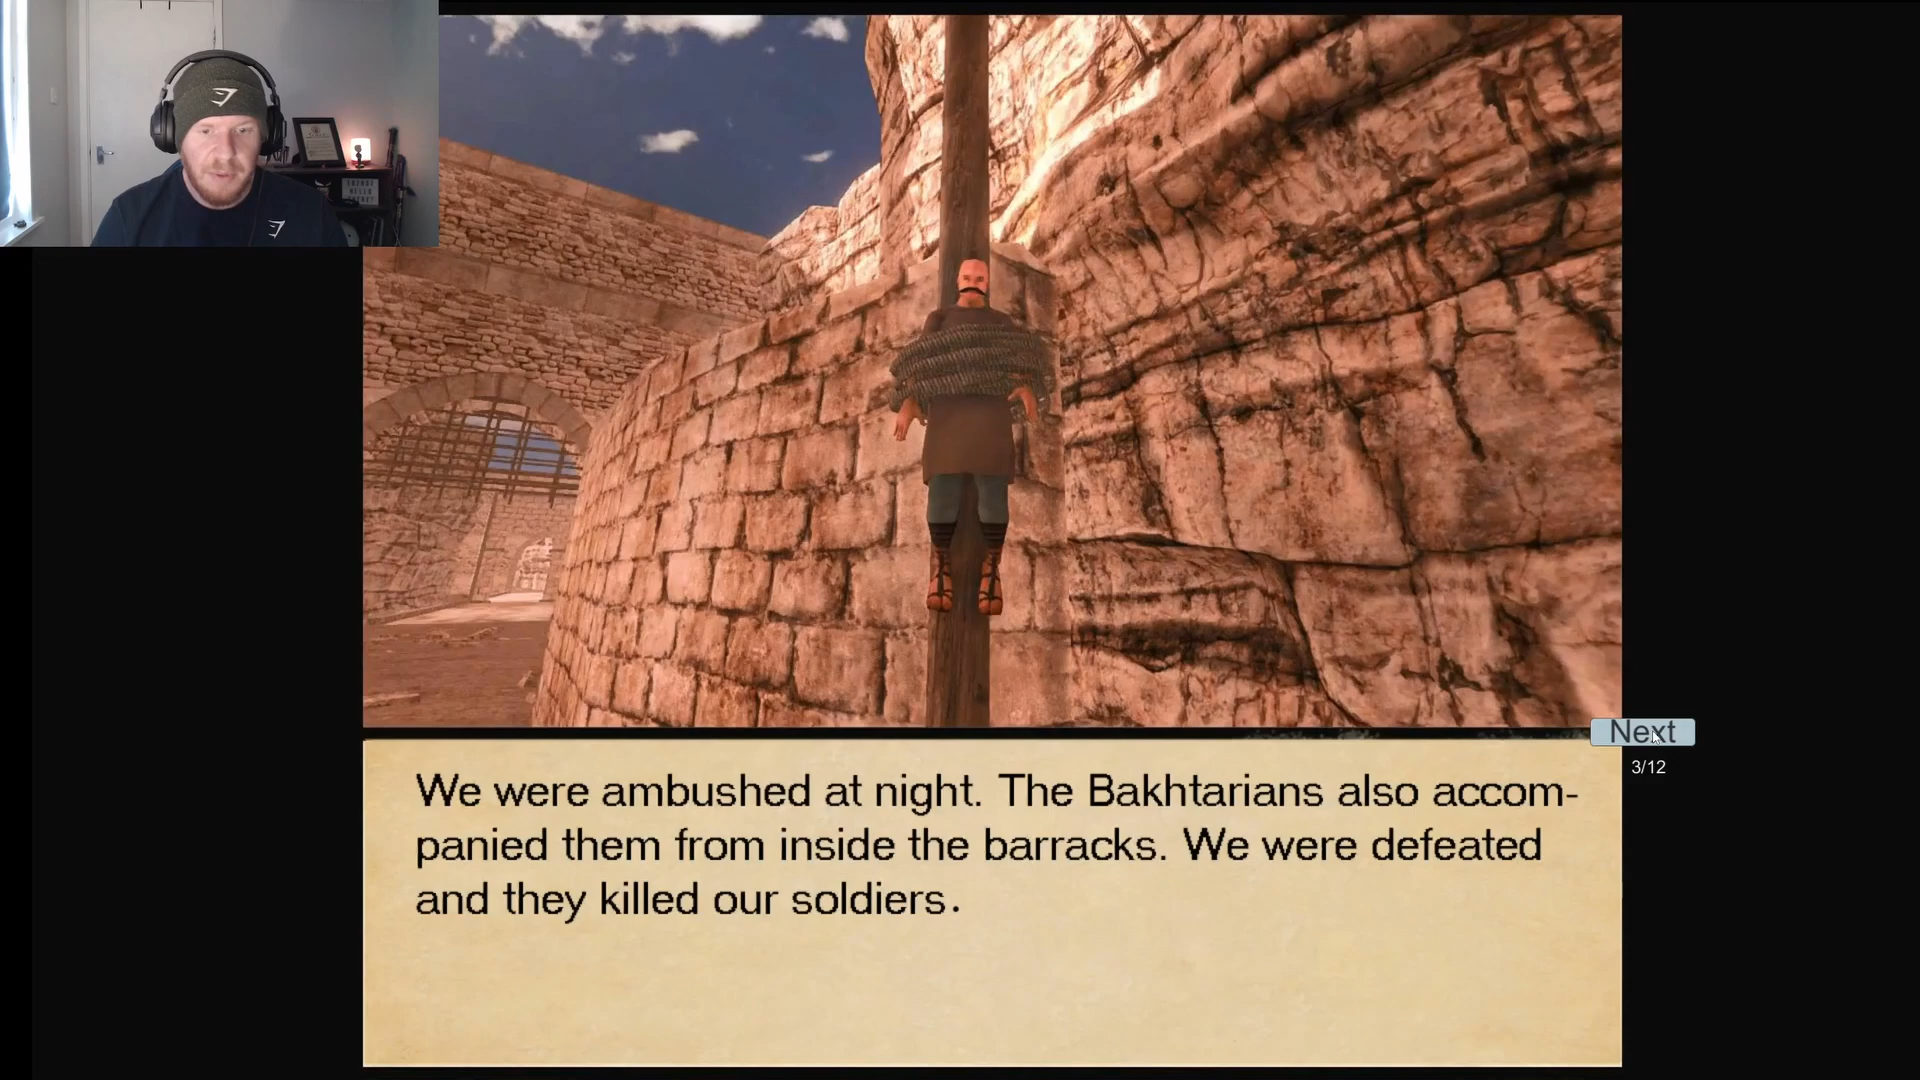 Next
3/12
We were ambushed at night. The Bakhtarians also accom-
panied them from inside the barracks. We were defeated
and they killed our soldiers.